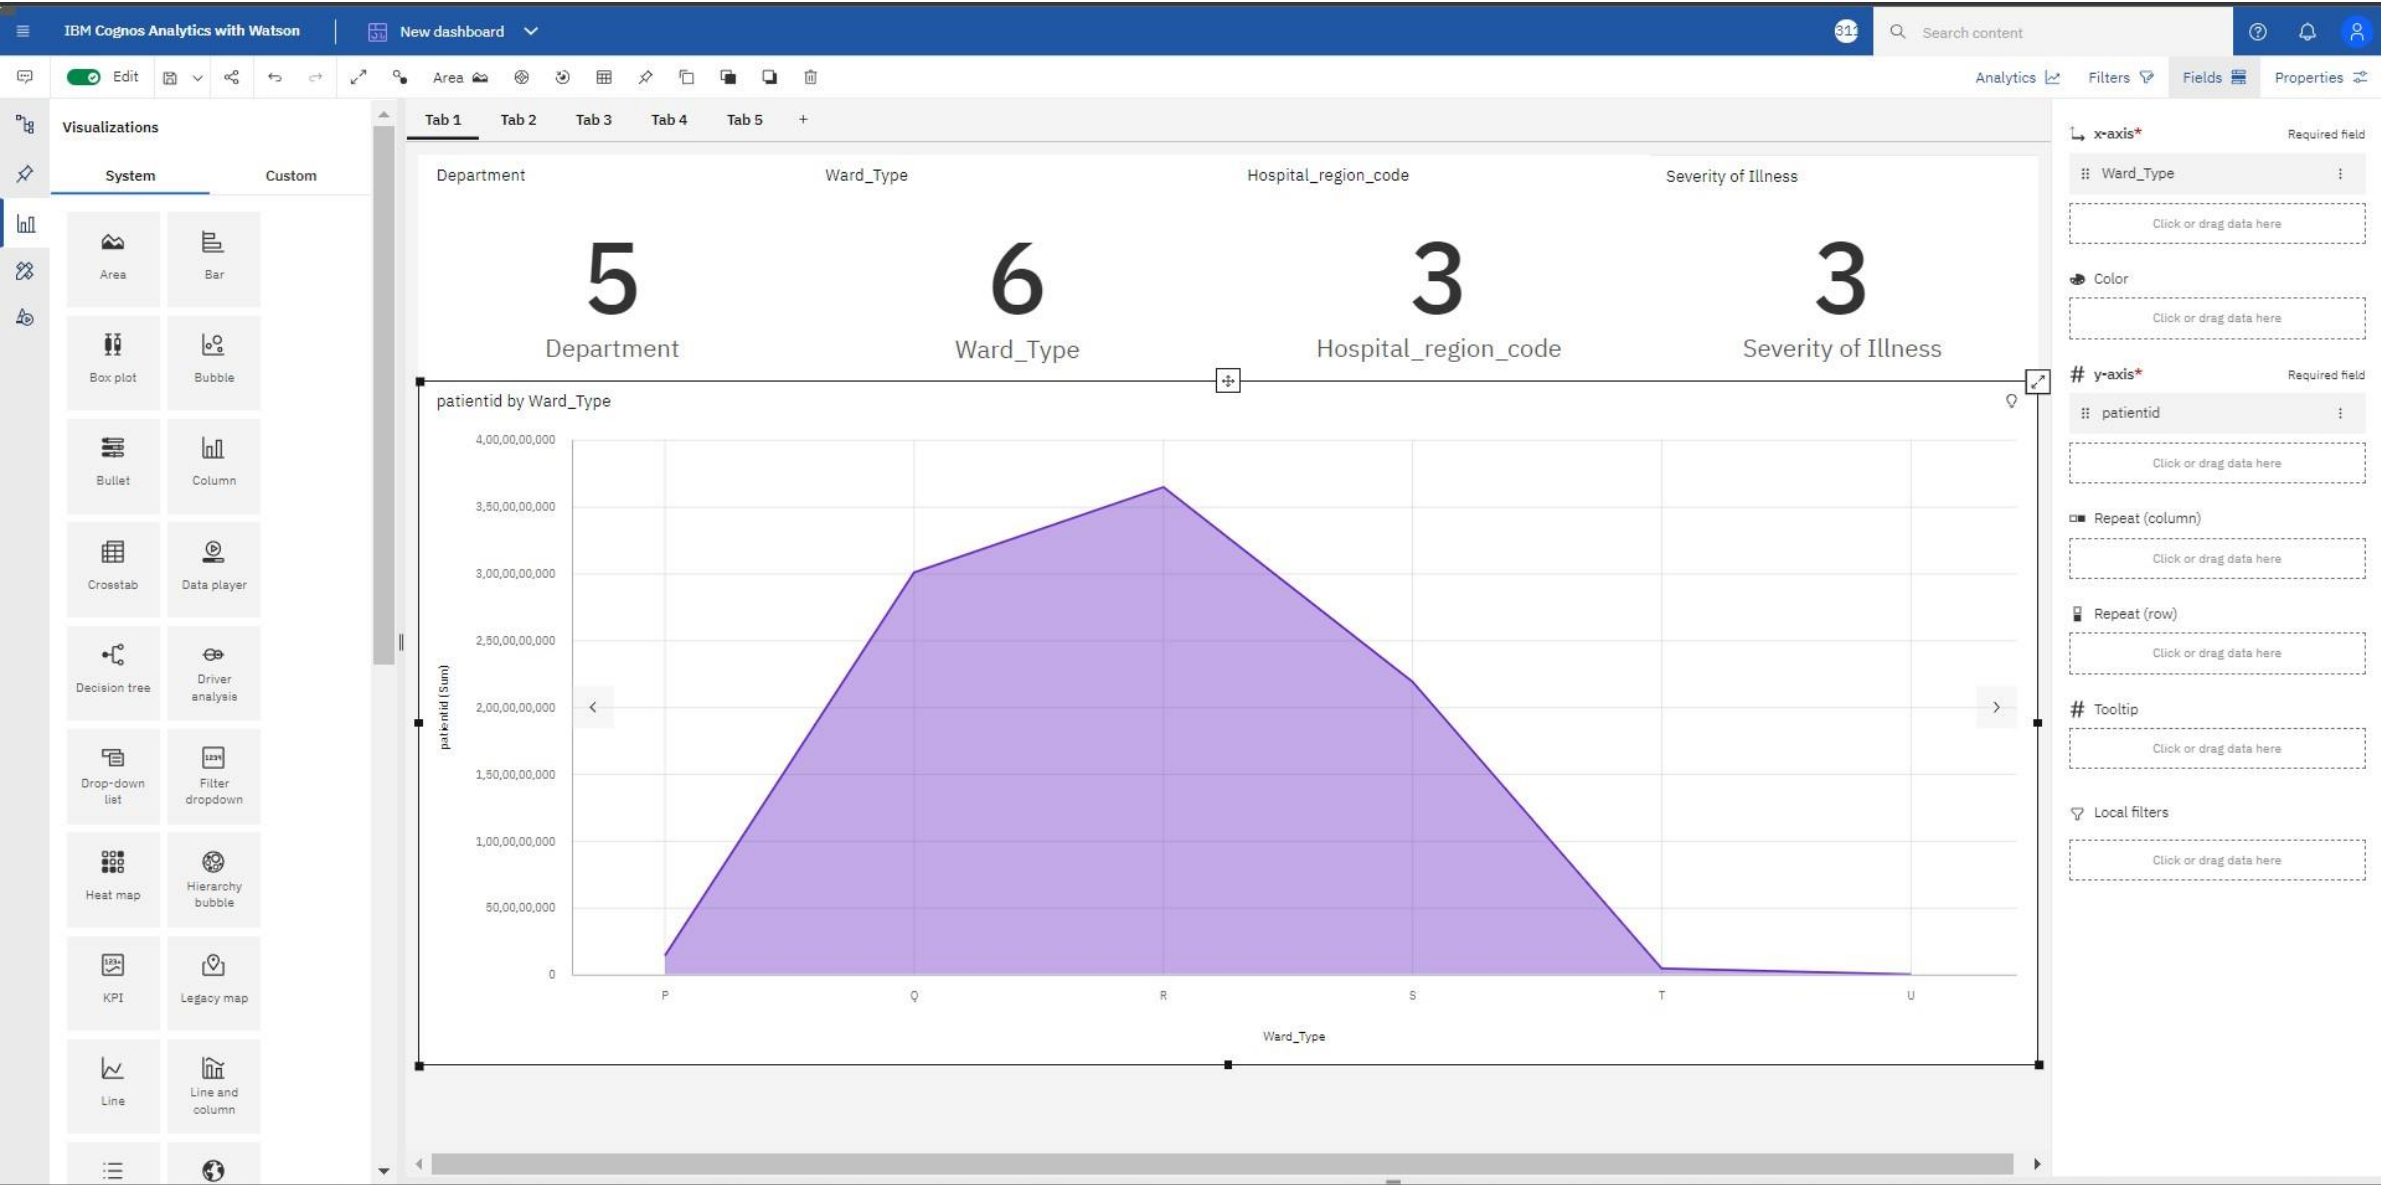 IBM Cognos Analytics with Watson
New dashboard
Search content
Edit
Area
Analytics
Filters
Fields
Properties
Visualizations
System Custom
Area Bar
Box plot Bubble
Bullet Column
Crosstab Data player
Decision tree
Driver
analysis
Drop-down
list
Filter
dropdown
Heat map
Hierarchy
bubble
KPI Legacy map
Line
Line and
column
Tab 1 Tab 2 Tab 3 Tab 4 Tab 5 +
Department Ward_Type Hospital_region_code Severity of Illness
5 6 3 3
Department Ward_Type Hospital_region_code Severity of Illness
patientid by Ward_Type
patientid (Sum)
4,00,00,00,000
3,50,00,00,000
3,00,00,00,000
2,50,00,00,000
2,00,00,00,000
1,50,00,00,000
1,00,00,00,000
50,00,00,000
0
P Q R S T U
Ward_Type
x-axis* Required field
Ward_Type
Click or drag data here
Color
Click or drag data here
# y-axis* Required field
patientid
Click or drag data here
Repeat (column)
Click or drag data here
Repeat (row)
Click or drag data here
# Tooltip
Click or drag data here
Local filters
Click or drag data here